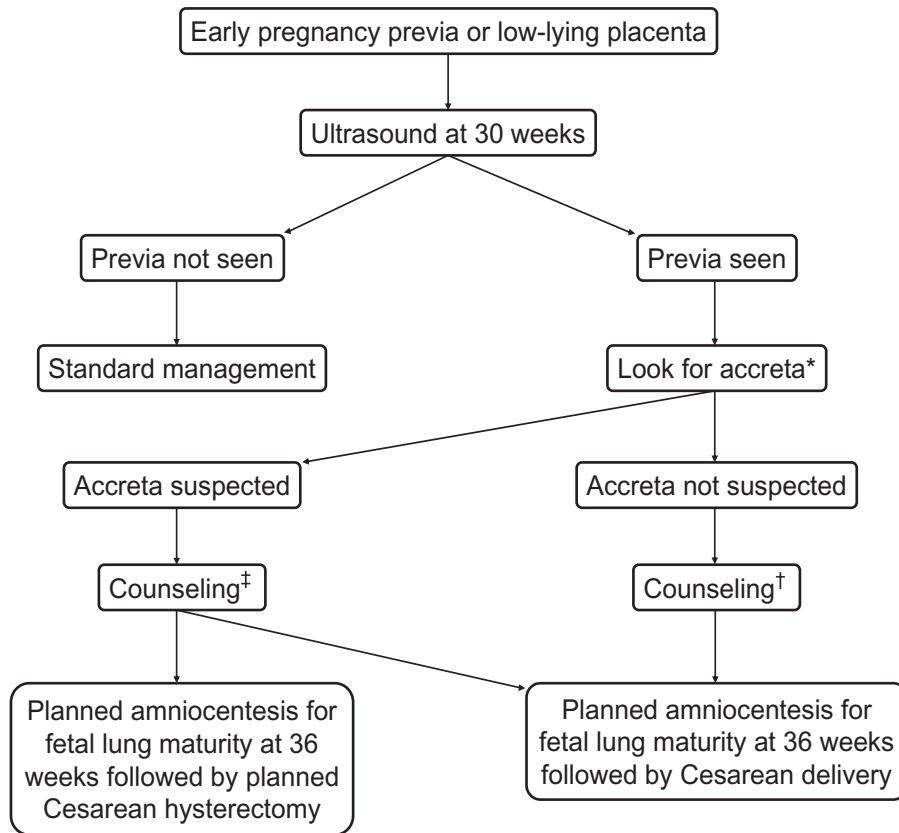 Early pregnancy previa or low-lying placenta
Ultrasound at 30 weeks
Previa not seen
Previa seen
Standard management
Look for accreta*
Accreta suspected
Accreta not suspected
Counseling‡
Counseling†
Planned amniocentesis for
fetal lung maturity at 36
weeks followed by planned
Cesarean hysterectomy
Planned amniocentesis for
fetal lung maturity at 36 weeks
followed by Cesarean delivery